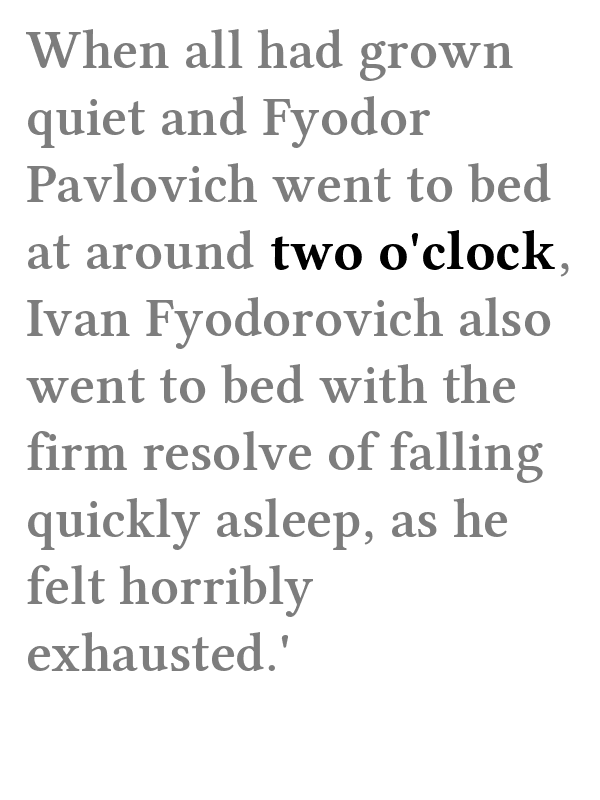 When all had grown
quiet and Fyodor
Pavlovich went to bed
at around two o'clock,
Ivan Fyodorovich also
went to bed with the
firm resolve of falling
quickly asleep, as he
felt horribly
exhausted.'